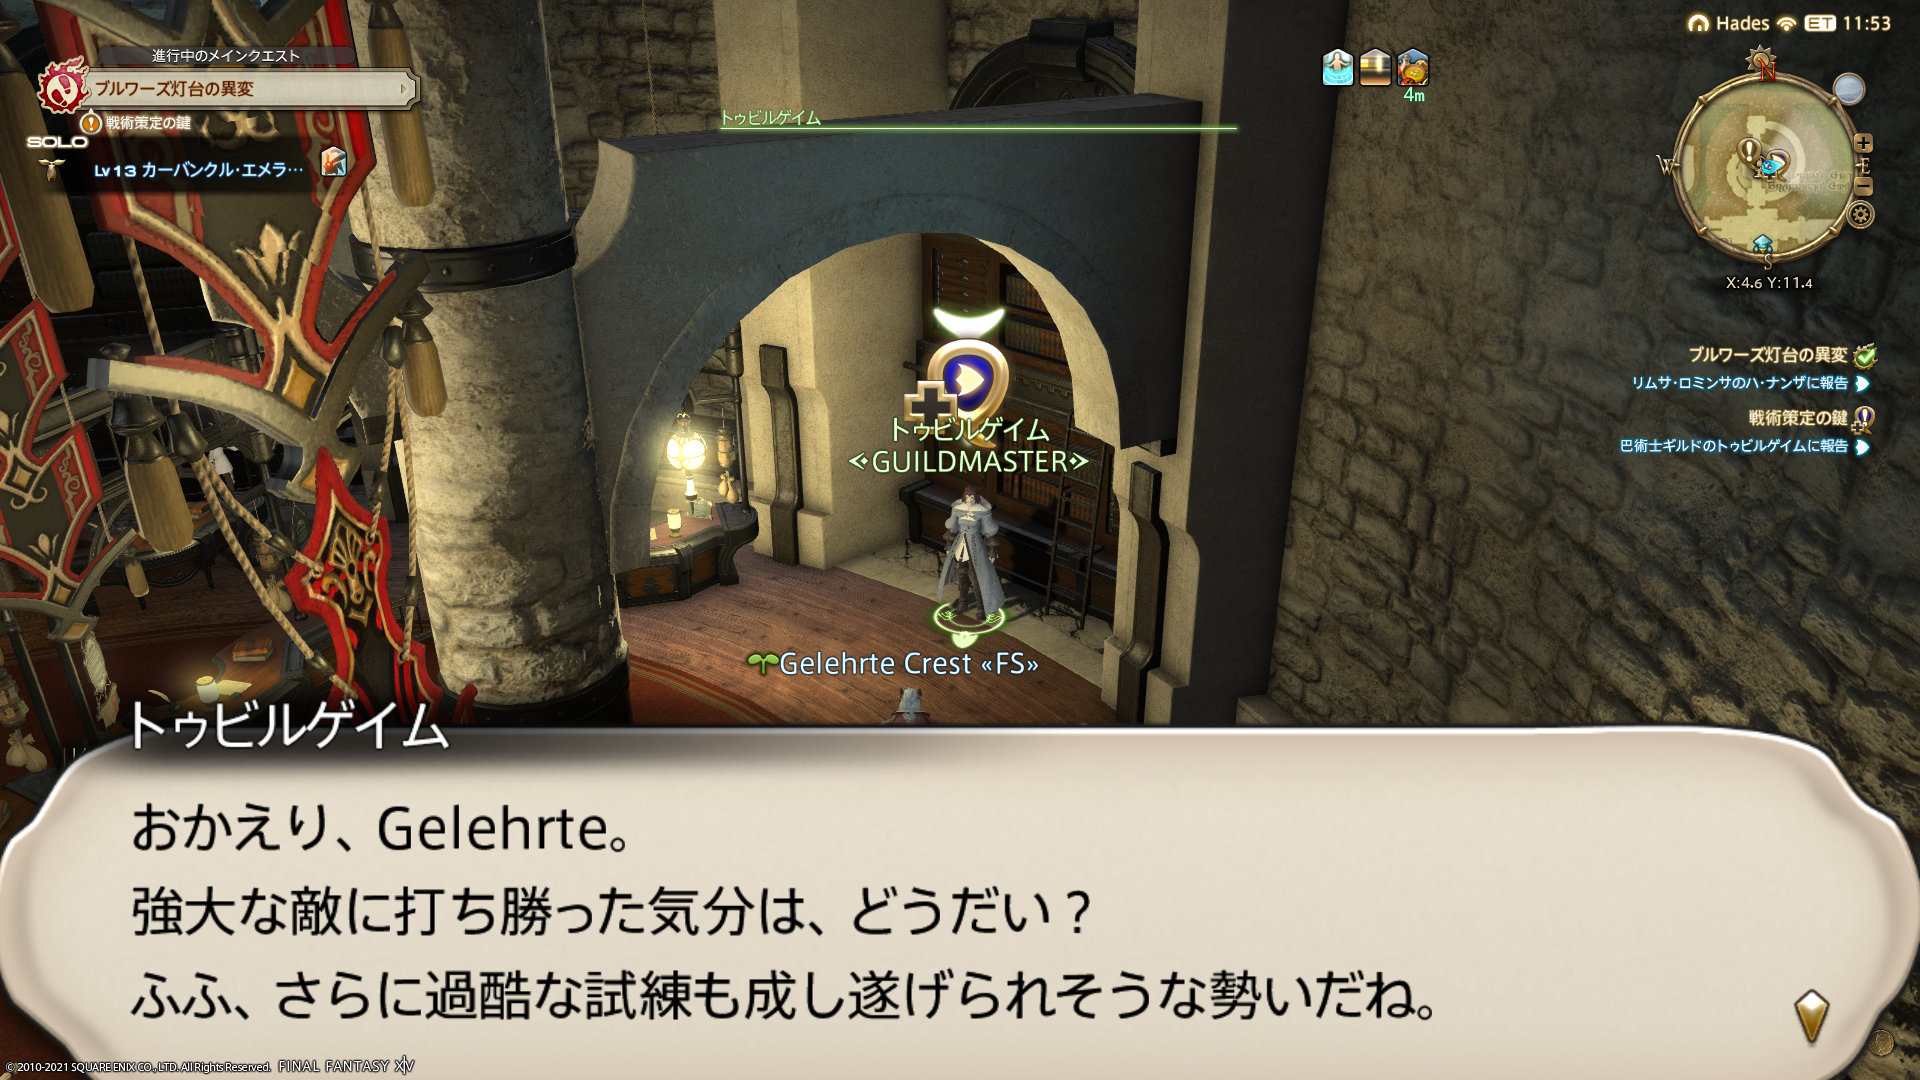 Hades ET 11:53
進行中のメインクエスト
ブルワーズ灯台の異変
戦術策定の鍵
SOLO
Lv13 カーバンクル・エメラ…
トゥビルゲイム
4m
N
W
E
S
X:4.6 Y:11.4
ブルワーズ灯台の異変
リムサ・ロミンサのハ・ナンザに報告
戦術策定の鍵
巴術士ギルドのトゥビルゲイムに報告
トゥビルゲイム
GUILDMASTER
Gelehrte Crest «FS»
トゥビルゲイム
おかえり、Gelehrte。
強大な敵に打ち勝った気分は、どうだい？
ふふ、さらに過酷な試練も成し遂げられそうな勢いだね。
© 2010-2021 SQUARE ENIX CO., LTD. All Rights Reserved. FINAL FANTASY XIV